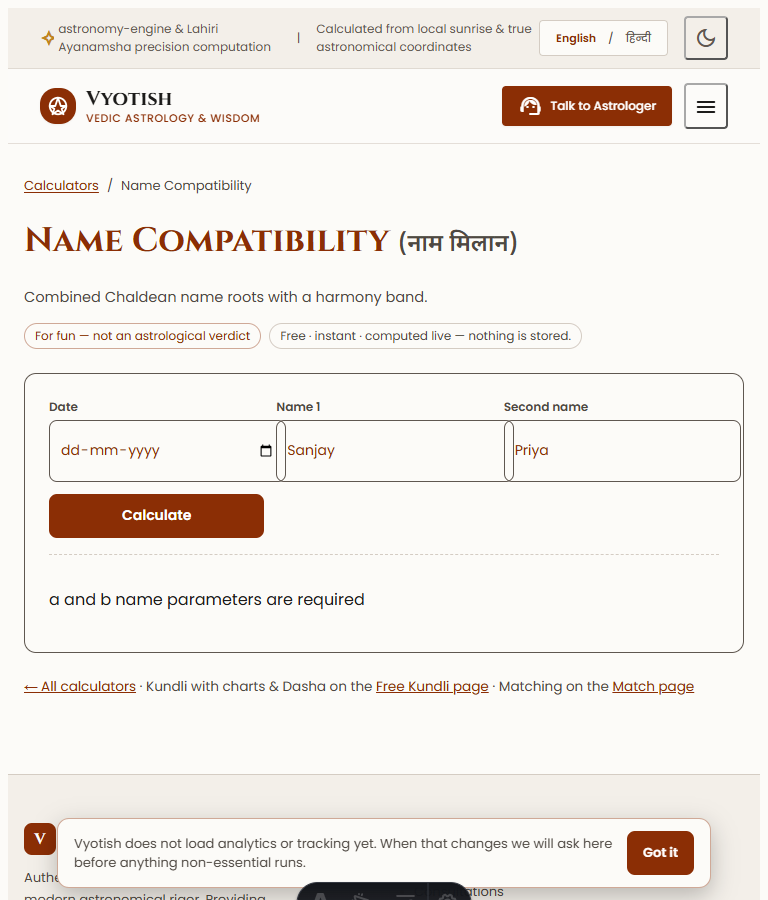 astronomy-engine & Lahiri
Ayanamsha precision computation
|
Calculated from local sunrise & true
astronomical coordinates
English / हिन्दी
Vyotish
VEDIC ASTROLOGY & WISDOM
Talk to Astrologer
Calculators / Name Compatibility
Name Compatibility (नाम मिलान)
Combined Chaldean name roots with a harmony band.
For fun — not an astrological verdict
Free · instant · computed live — nothing is stored.
Date
Name 1
Second name
dd-mm-yyyy
Sanjay
Priya
Calculate
a and b name parameters are required
← All calculators · Kundli with charts & Dasha on the Free Kundli page · Matching on the Match page
V
Vyotish does not load analytics or tracking yet. When that changes we will ask here
before anything non-essential runs.
Got it
modern astronomical rigor. Providing